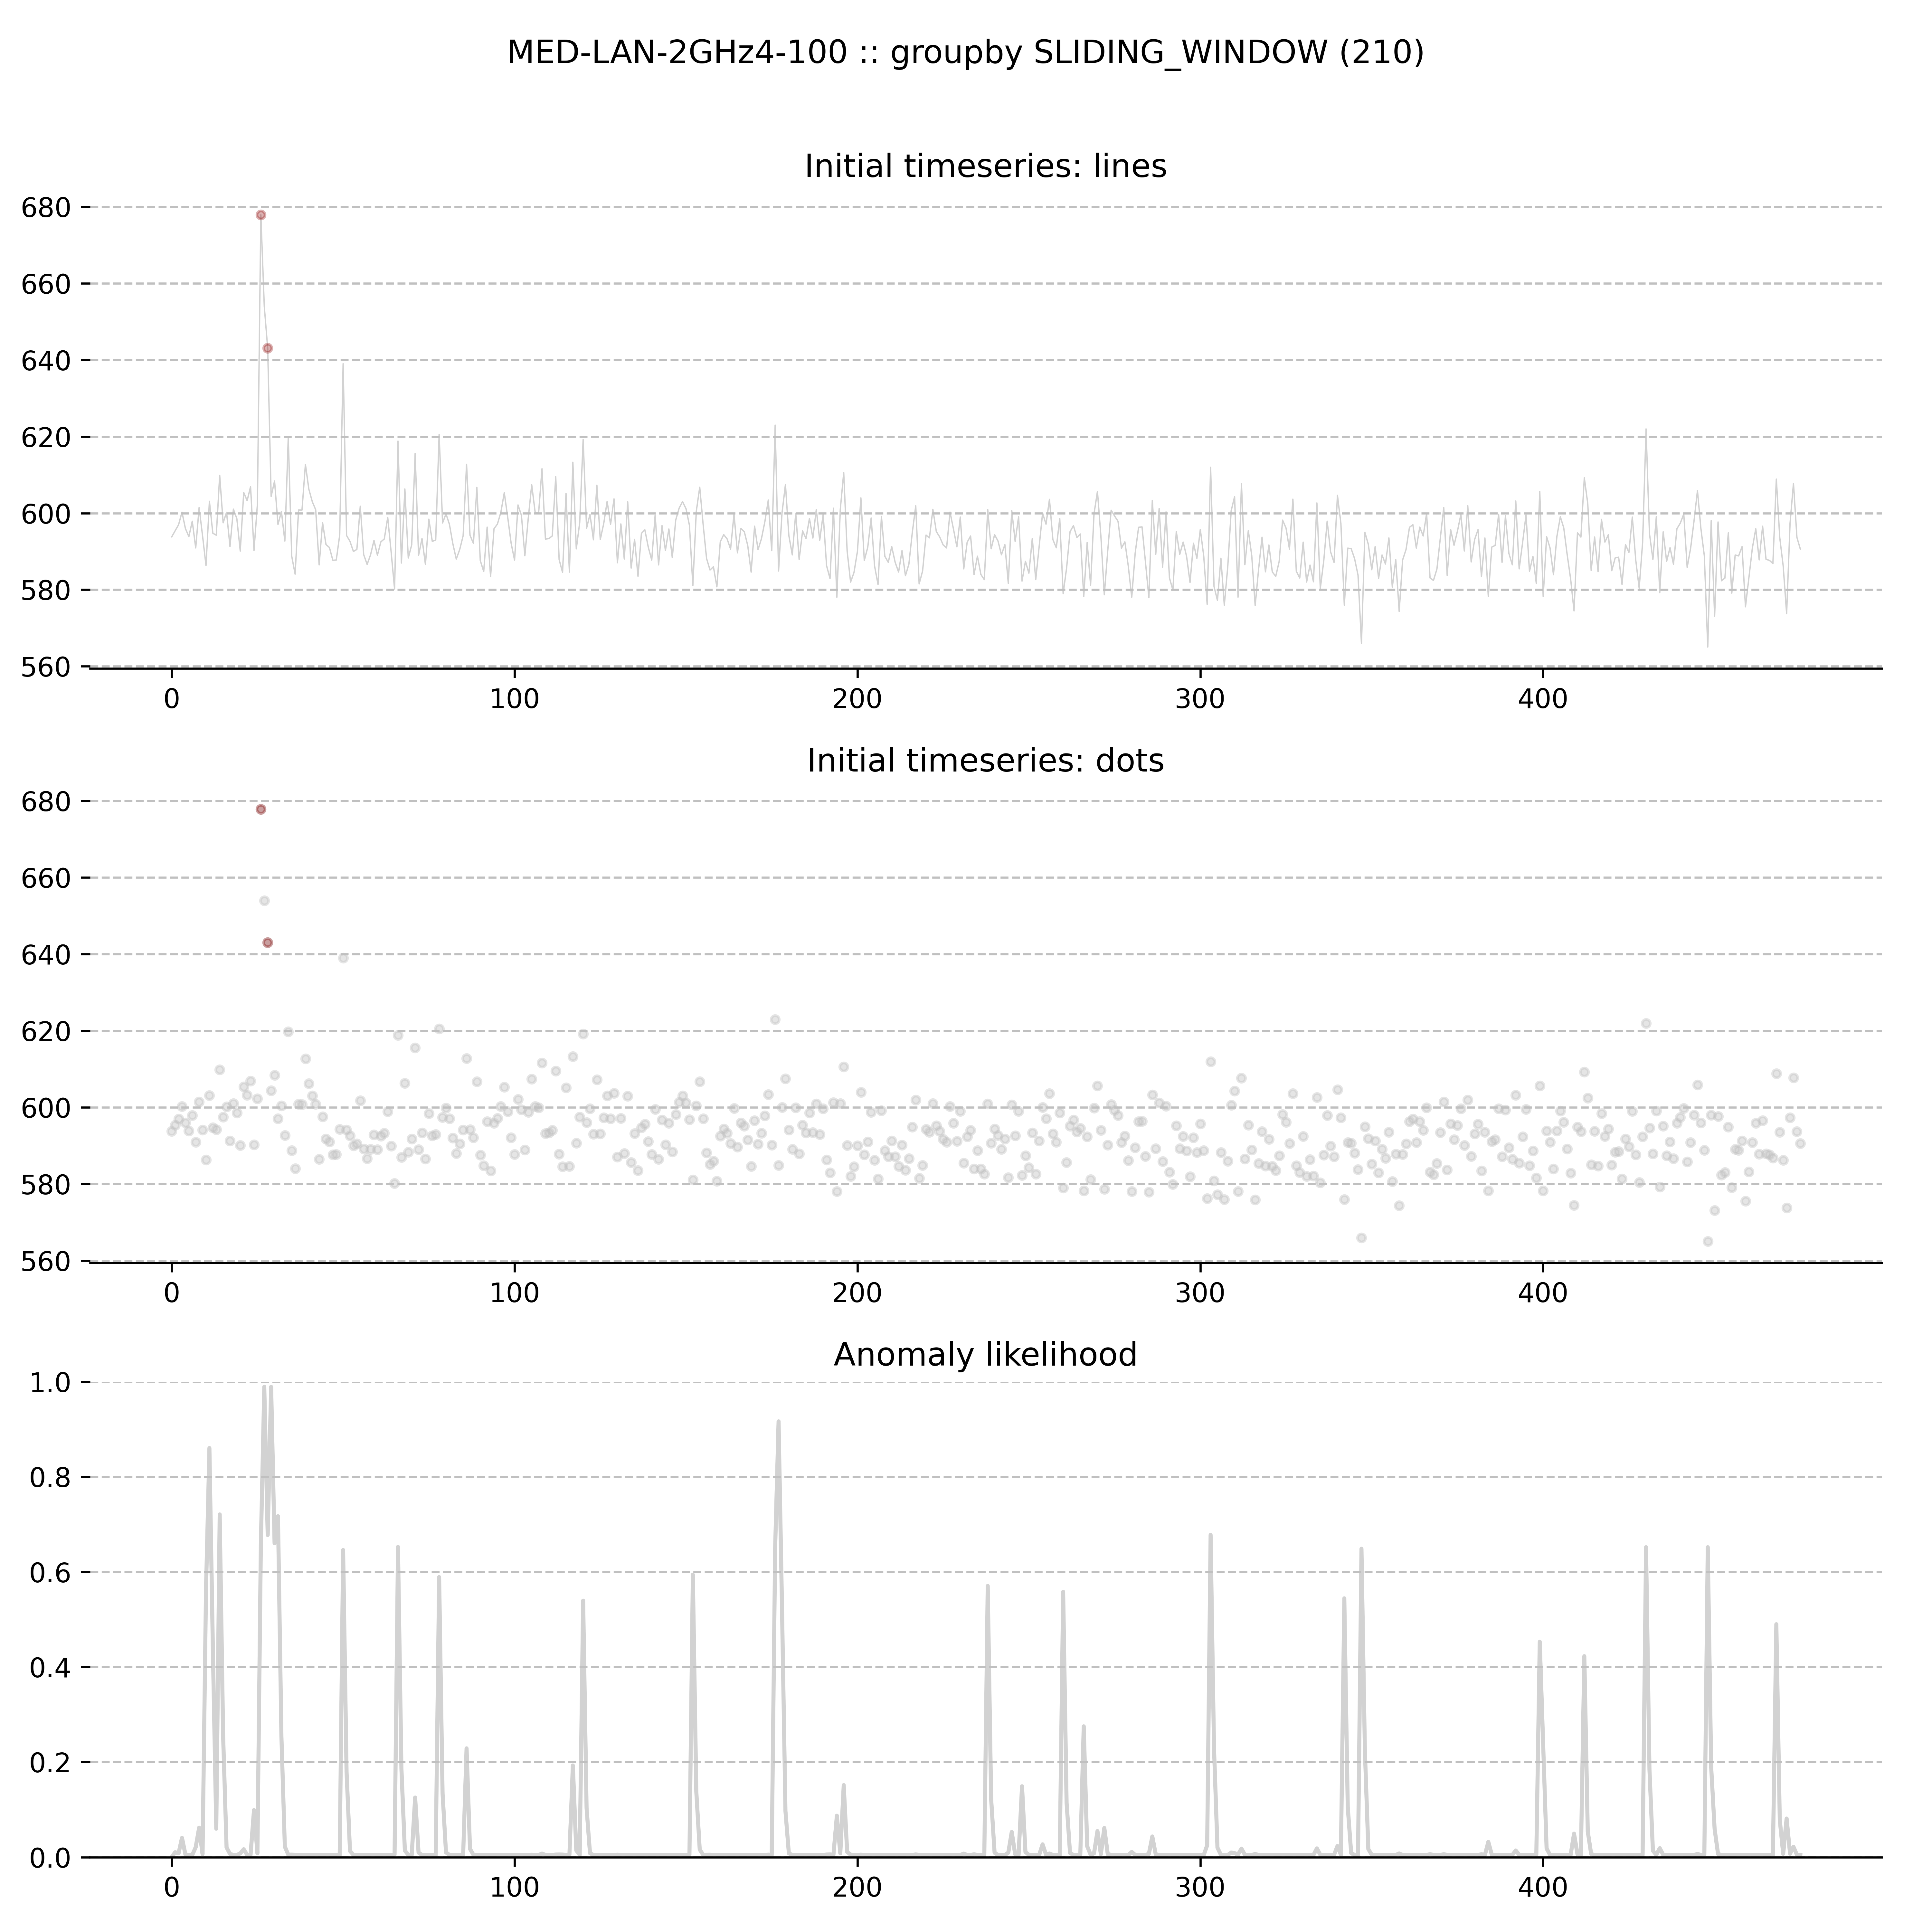 MED-LAN-2GHz4-100 :: groupby SLIDING_WINDOW (210)
Initial timeseries: lines
680
660
640
620
600
580
560
0 100 200 300 400
Initial timeseries: dots
680
660
640
620
600
580
560
0 100 200 300 400
Anomaly likelihood
1.0
0.8
0.6
0.4
0.2
0.0
0 100 200 300 400